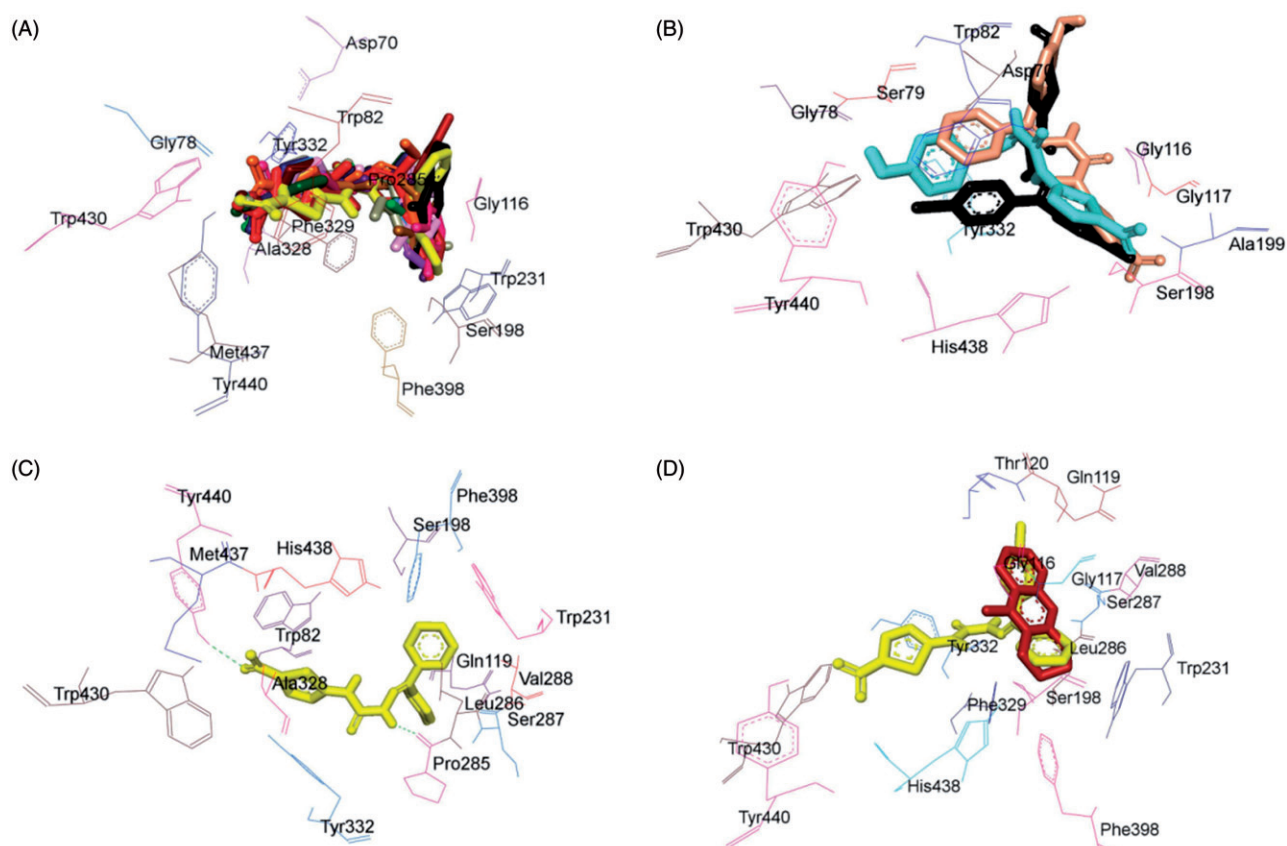 (A)
Asp70
Trp82
Gly78
Tyr332
Pro285
Gly116
Trp430
Phe329
Ala328
Trp231
Ser198
Met437
Tyr440
Phe398
(B)
Trp82
Asp70
Ser79
Gly78
Gly116
Gly117
Trp430
Tyr332
Ala199
Ser198
Tyr440
His438
(C)
Tyr440
Phe398
Ser198
Met437
His438
Trp82
Trp231
Gln119
Ala328
Val288
Trp430
Leu286
Ser287
Pro285
Tyr332
(D)
Thr120
Gln119
Gly116
Gly117
Val288
Ser287
Tyr332
Leu286
Trp231
Phe329
Ser198
Trp430
His438
Tyr440
Phe398